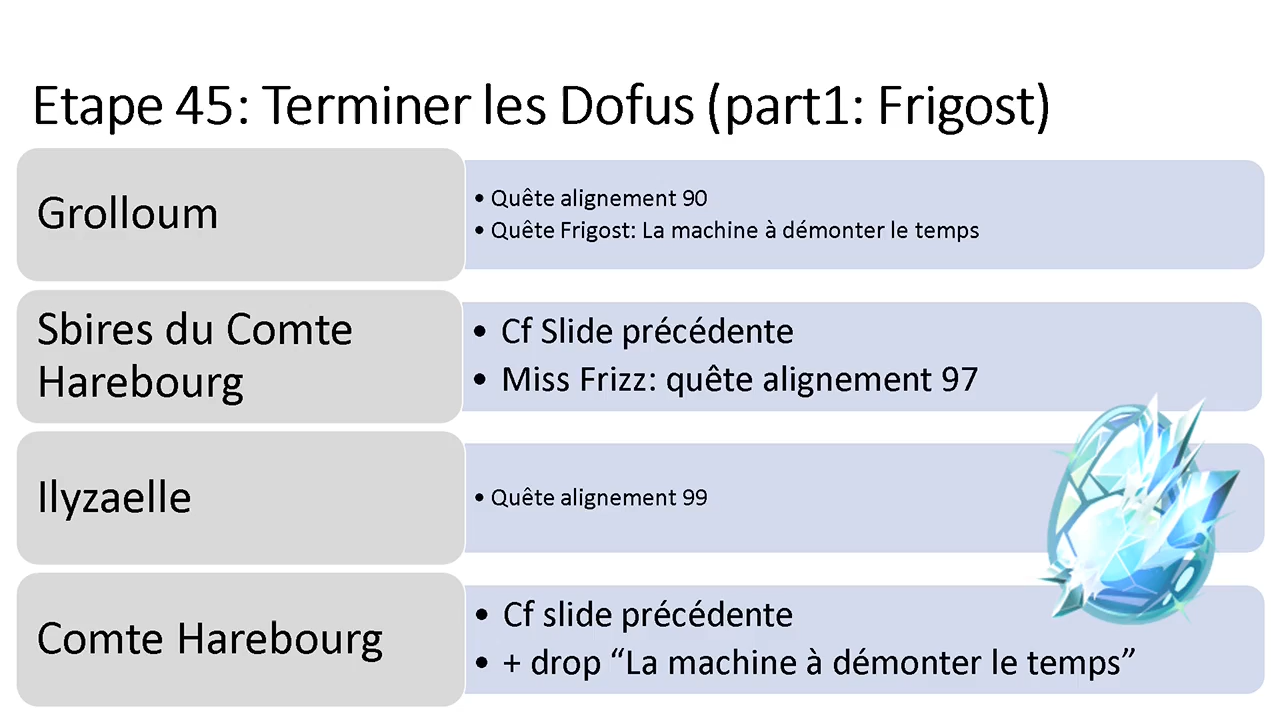 Etape 45: Terminer les Dofus (part1: Frigost)
Grolloum
• Quête alignement 90
• Quête Frigost: La machine à démonter le temps
Sbires du Comte
Harebourg
• Cf Slide précédente
• Miss Frizz: quête alignement 97
Ilyzaelle
• Quête alignement 99
Comte Harebourg
• Cf slide précédente
• + drop “La machine à démonter le temps”